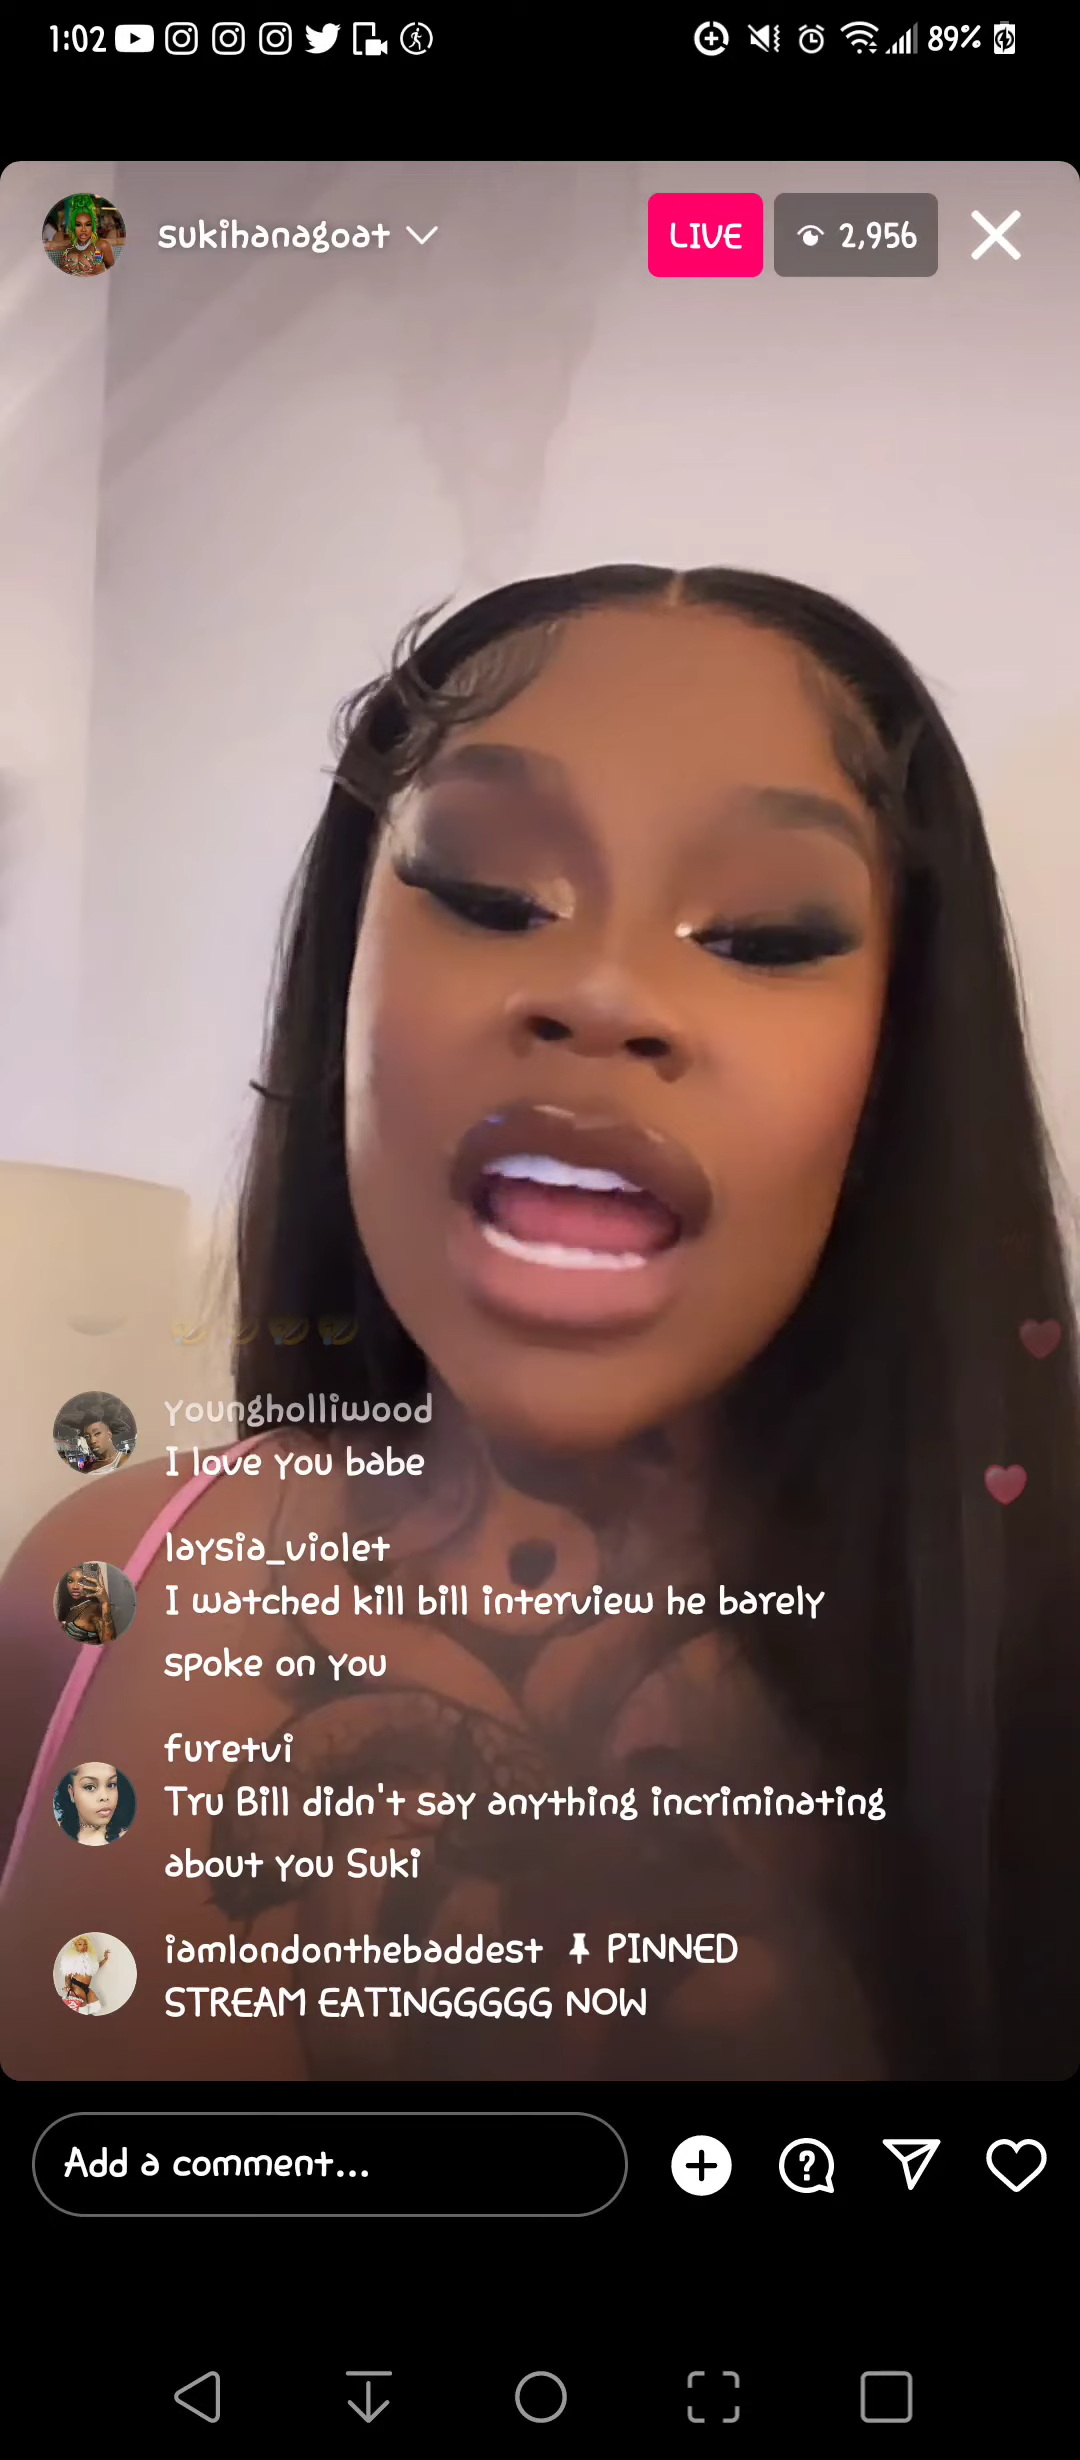 1:02
89%
sukihanagoat
LIVE
2,956
youngholliwood
I love you babe
laysia_violet
I watched kill bill interview he barely
spoke on you
furetvi
Tru Bill didn't say anything incriminating
about you Suki
iamlondonthebaddest PINNED
STREAM EATINGGGGG NOW
Add a comment...